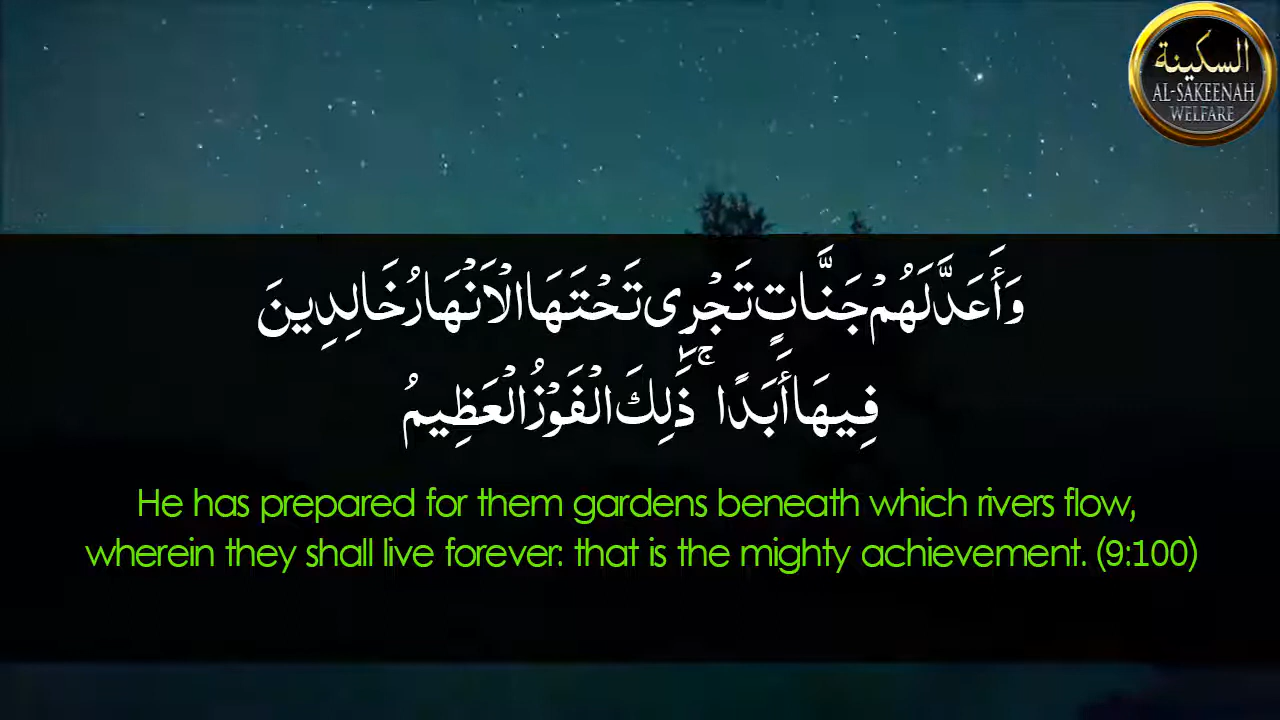 السكينة
AL-SAKEENAH
WELFARE
وَأَعَدَّ لَهُمْ جَنَّاتٍ تَجْرِى تَحْتَهَا الْاَنْهَارُ خَالِدِينَ
فِيهَا أَبَدًا ۚ ذَٰلِكَ الْفَوْزُ الْعَظِيمُ
He has prepared for them gardens beneath which rivers flow,
wherein they shall live forever: that is the mighty achievement. (9:100)